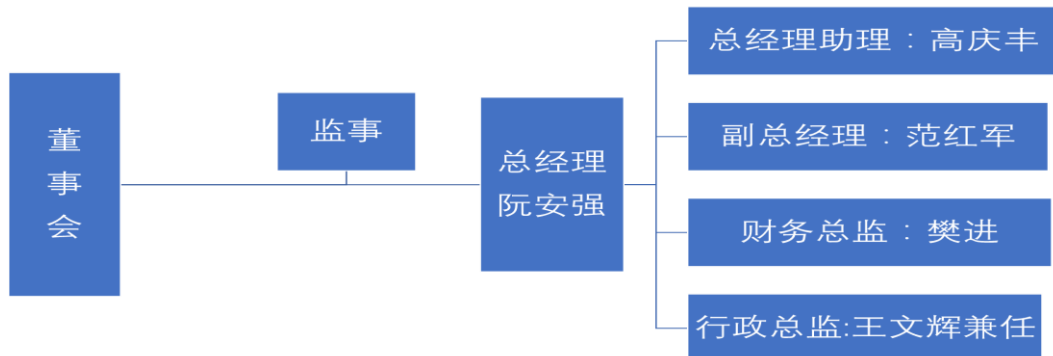 董事会
监事
总经理
阮安强
总经理助理：高庆丰
副总经理：范红军
财务总监：樊进
行政总监:王文辉兼任